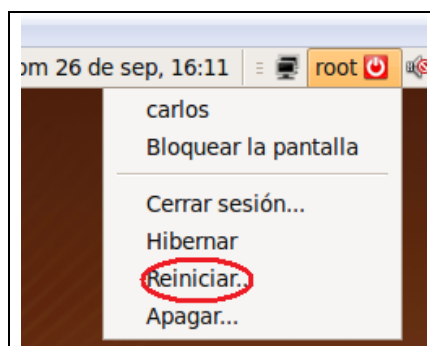 om 26 de sep, 16:11 root
carlos
Bloquear la pantalla
Cerrar sesión...
Hibernar
Reiniciar..
Apagar...